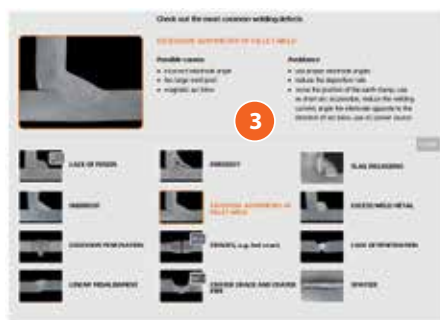 Check out the most common welding defects
EXCESSIVE ASYMMETRY OF FILLET WELD
Possible causes
Avoidance
• incorrect electrode angle
• use proper electrode angles
• too large weld pool
• reduce the deposition rate
• magnetic arc blow
• move the position of the earth clamp, use
as short arc as possible, reduce the welding
current, angle the electrode opposite to the
direction of arc blow, use AC power source
3
LACK OF FUSION
POROSITY
SLAG INCLUSIONS
UNDERCUT
EXCESSIVE ASYMMETRY OF
FILLET WELD
EXCESS WELD METAL
EXCESSIVE PENETRATION
CRACKS, e.g. hot crack
LACK OF PENETRATION
LINEAR MISALIGNMENT
CENTER CRACK AND CRATER
PIPE
SPATTER